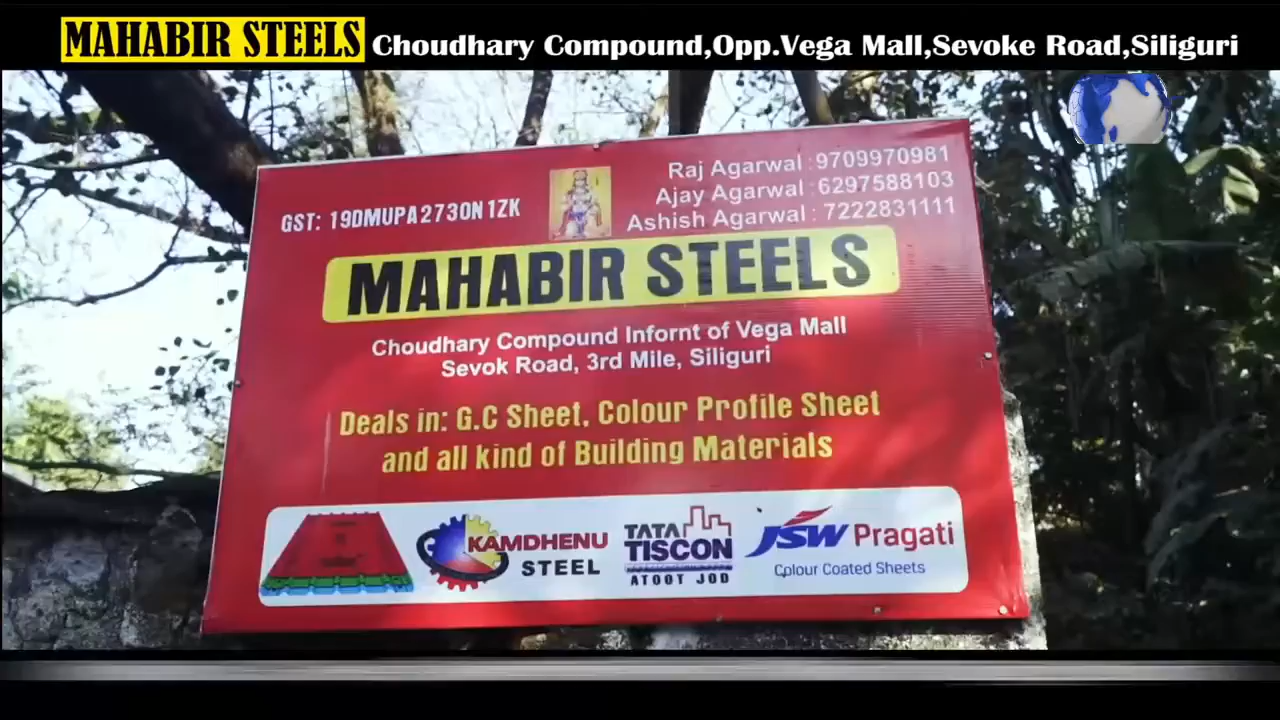 MAHABIR STEELS Choudhary Compound,Opp.Vega Mall,Sevoke Road,Siliguri
Raj Agarwal : 9709970981
Ajay Agarwal : 6297588103
Ashish Agarwal : 7222831111
GST: 19DMUPA2730N1ZK
MAHABIR STEELS
Choudhary Compound Infornt of Vega Mall
Sevok Road, 3rd Mile, Siliguri
Deals in: G.C Sheet, Colour Profile Sheet
and all kind of Building Materials
KAMDHENU
STEEL
TATA
TISCON
ATOOT JOD
JSW Pragati
Colour Coated Sheets